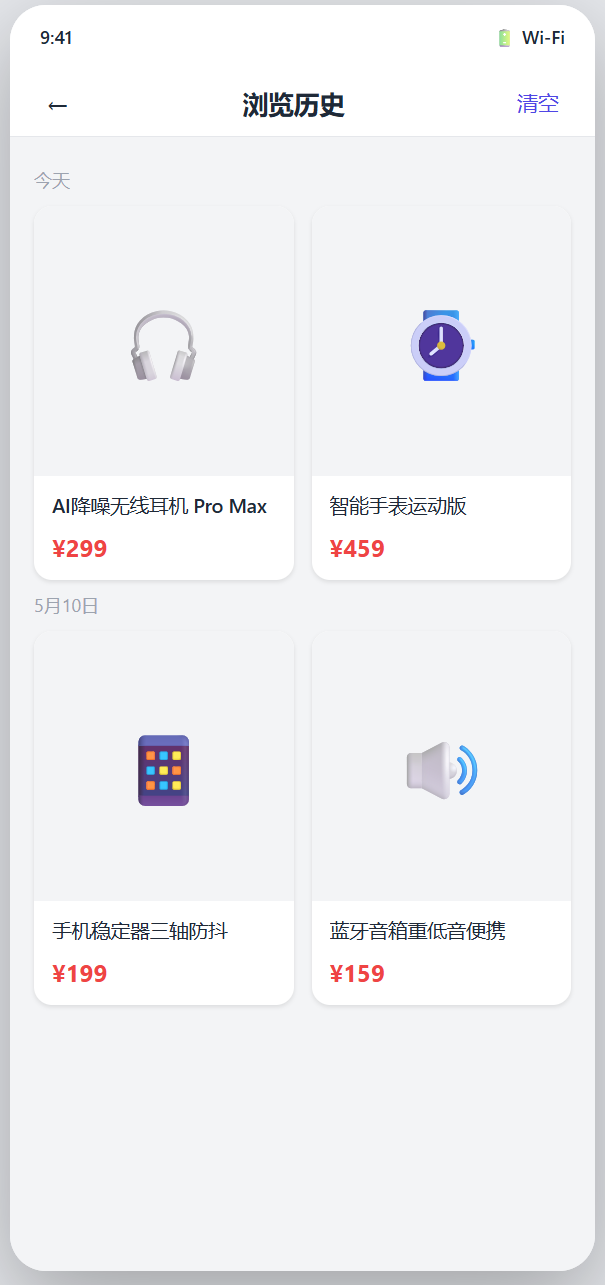 9:41
Wi-Fi
← 浏览历史 清空
今天
AI降噪无线耳机 Pro Max
¥299
智能手表运动版
¥459
5月10日
手机稳定器三轴防抖
¥199
蓝牙音箱重低音便携
¥159